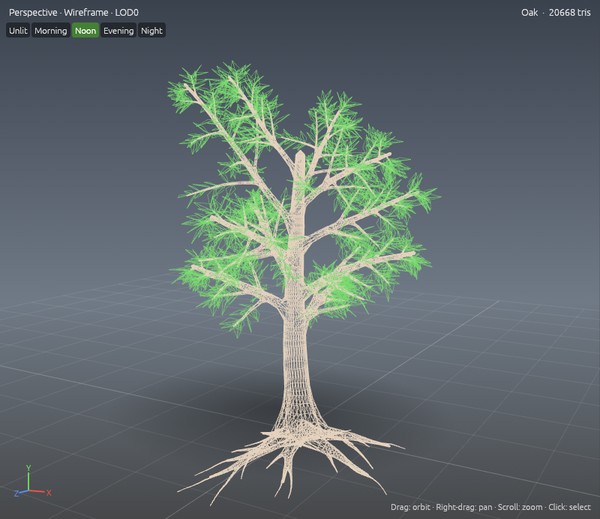 Perspective · Wireframe · LOD0
Oak · 20668 tris
Unlit Morning Noon Evening Night
Y
Z X
Drag: orbit · Right-drag: pan · Scroll: zoom · Click: select